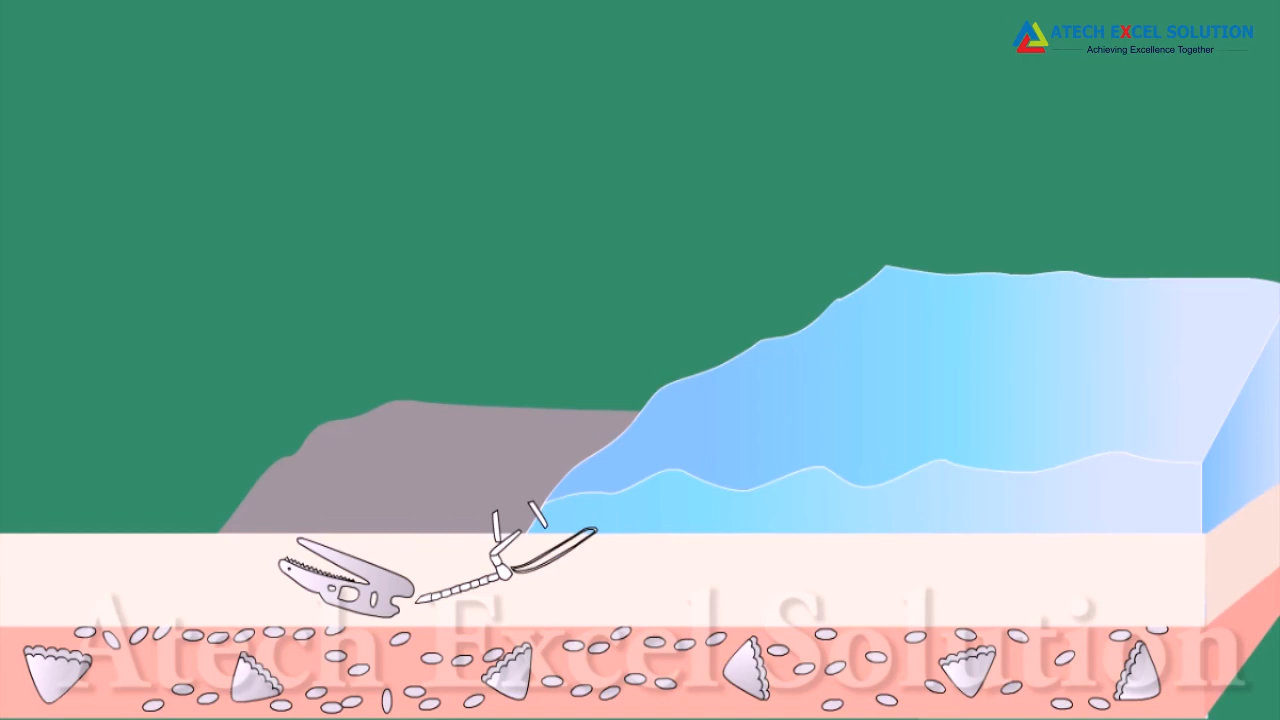 ATECH EXCEL SOLUTION
Achieving Excellence Together
Atech Excel Solution